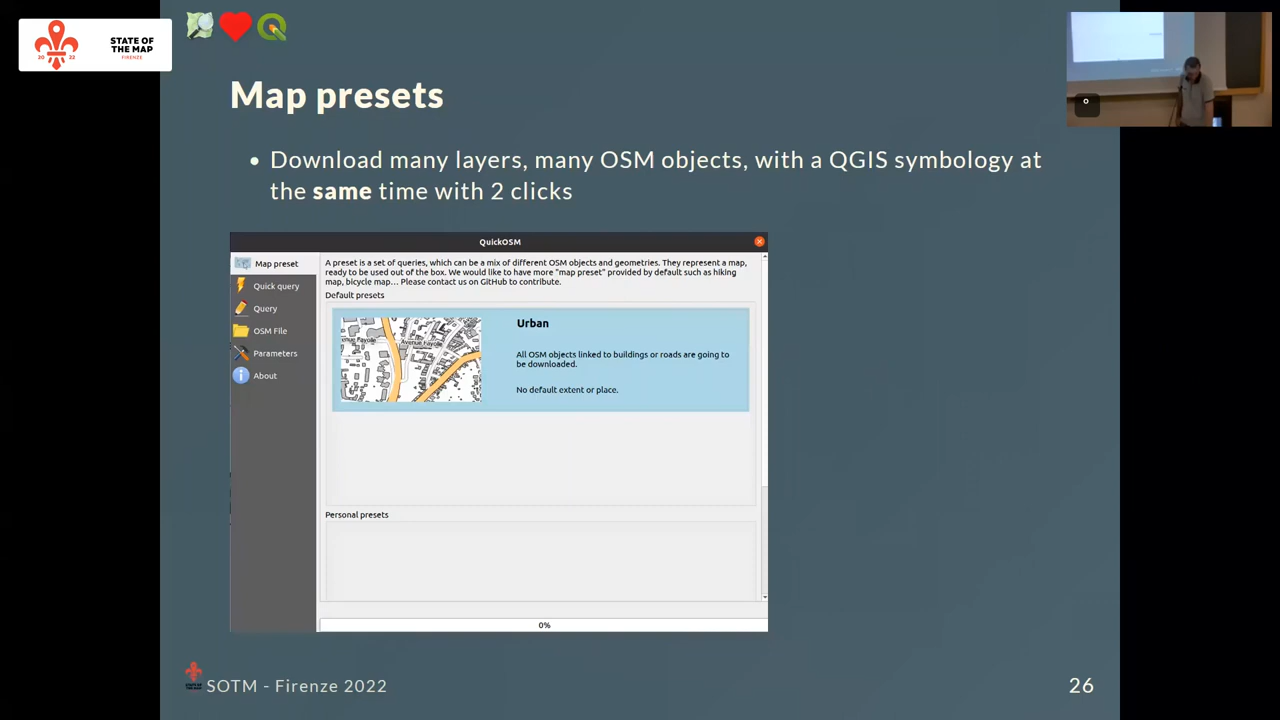 STATE OF THE MAP
2022
FIRENZE
Map presets
• Download many layers, many OSM objects, with a QGIS symbology at
the same time with 2 clicks
QuickOSM
Map preset
Quick query
Query
OSM File
Parameters
About
A preset is a set of queries, which can be a mix of different OSM objects and geometries. They represent a map,
ready to be used out of the box. We would like to have more "map preset" provided by default such as hiking
map, bicycle map... Please contact us on GitHub to contribute.
Default presets
Avenue Fayolle
Avenue Fayolle
Urban
All OSM objects linked to buildings or roads are going to
be downloaded.
No default extent or place.
Personal presets
0%
SOTM - Firenze 2022
26